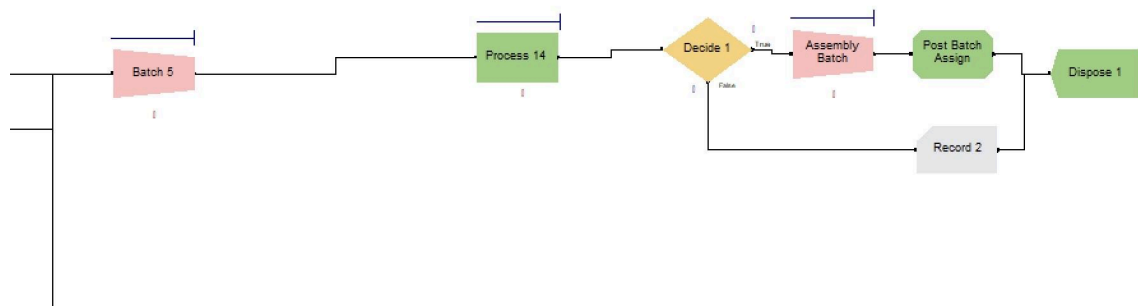 Batch 5
Process 14
Decide 1
True
False
Assembly
Batch
Post Batch
Assign
Dispose 1
Record 2